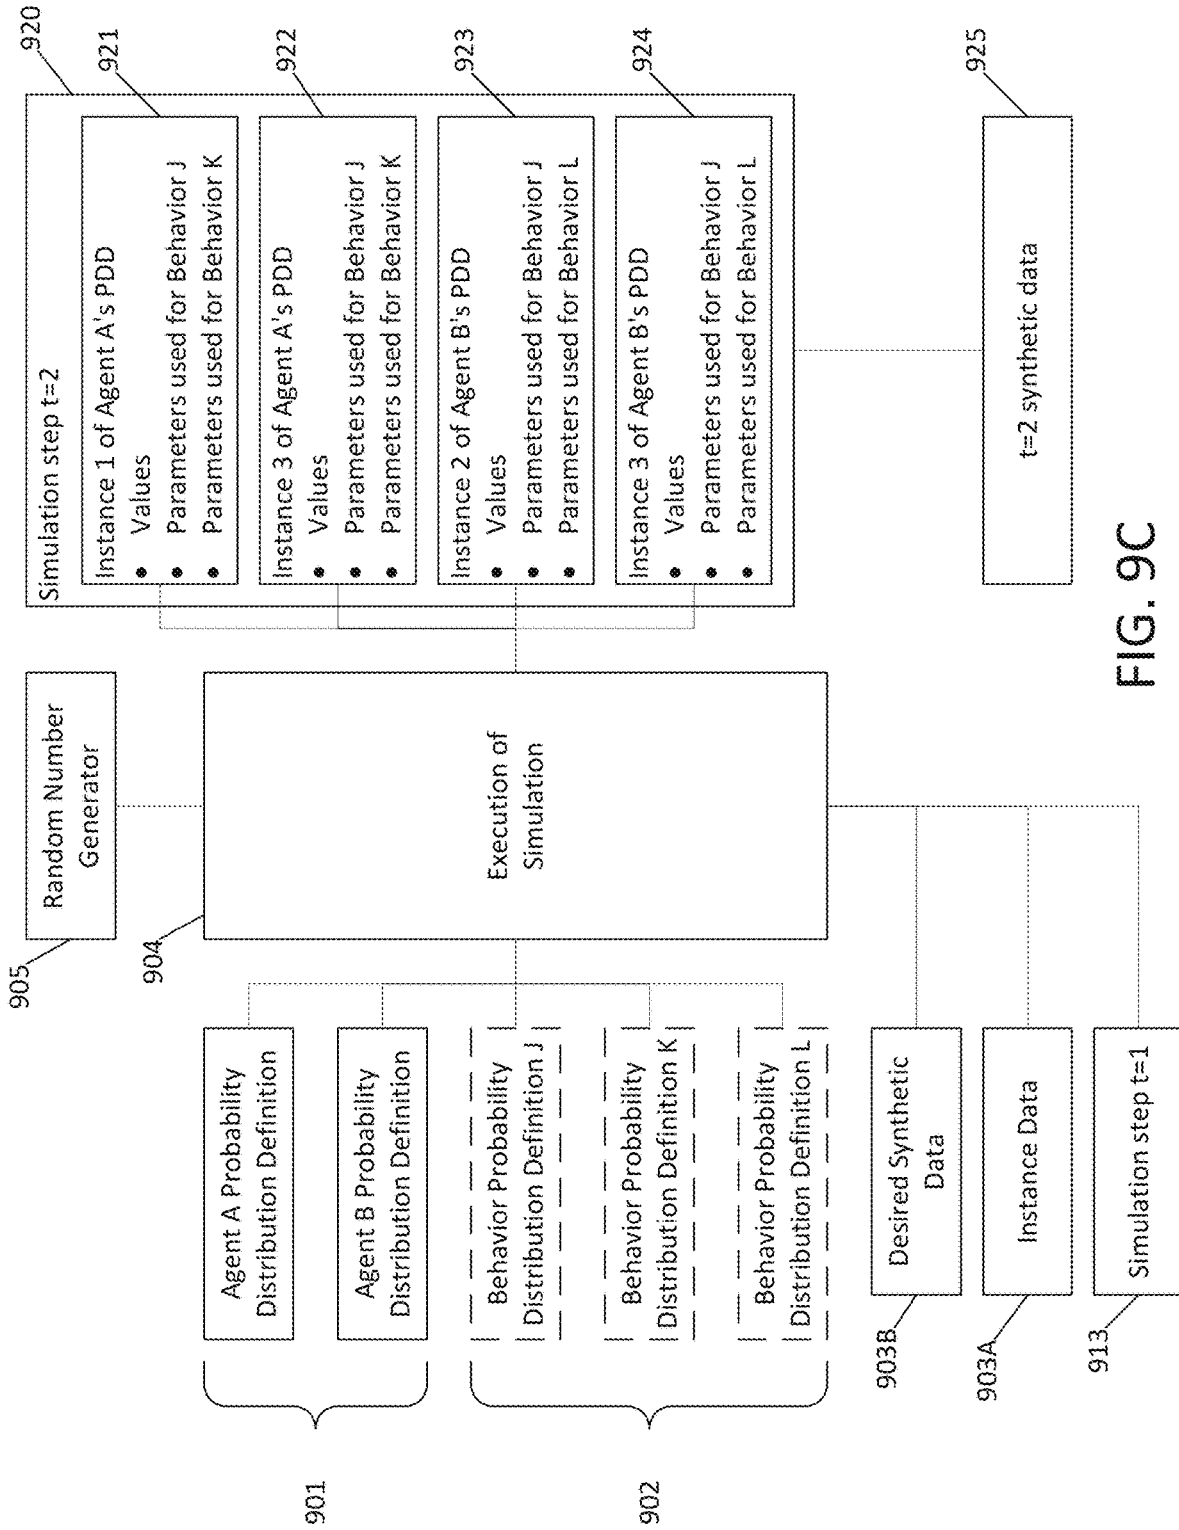 901
Agent A Probability
Distribution Definition
Agent B Probability
Distribution Definition
902
Behavior Probability
Distribution Definition J
Behavior Probability
Distribution Definition K
Behavior Probability
Distribution Definition L
903B
Desired Synthetic
Data
903A
Instance Data
913
Simulation step t=1
905
Random Number
Generator
904
Execution of
Simulation
920
Simulation step t=2
921
Instance 1 of Agent A's PDD
• Values
• Parameters used for Behavior J
• Parameters used for Behavior K
922
Instance 3 of Agent A's PDD
• Values
• Parameters used for Behavior J
• Parameters used for Behavior K
923
Instance 2 of Agent B's PDD
• Values
• Parameters used for Behavior J
• Parameters used for Behavior L
924
Instance 3 of Agent B's PDD
• Values
• Parameters used for Behavior J
• Parameters used for Behavior L
925
t=2 synthetic data
FIG. 9C